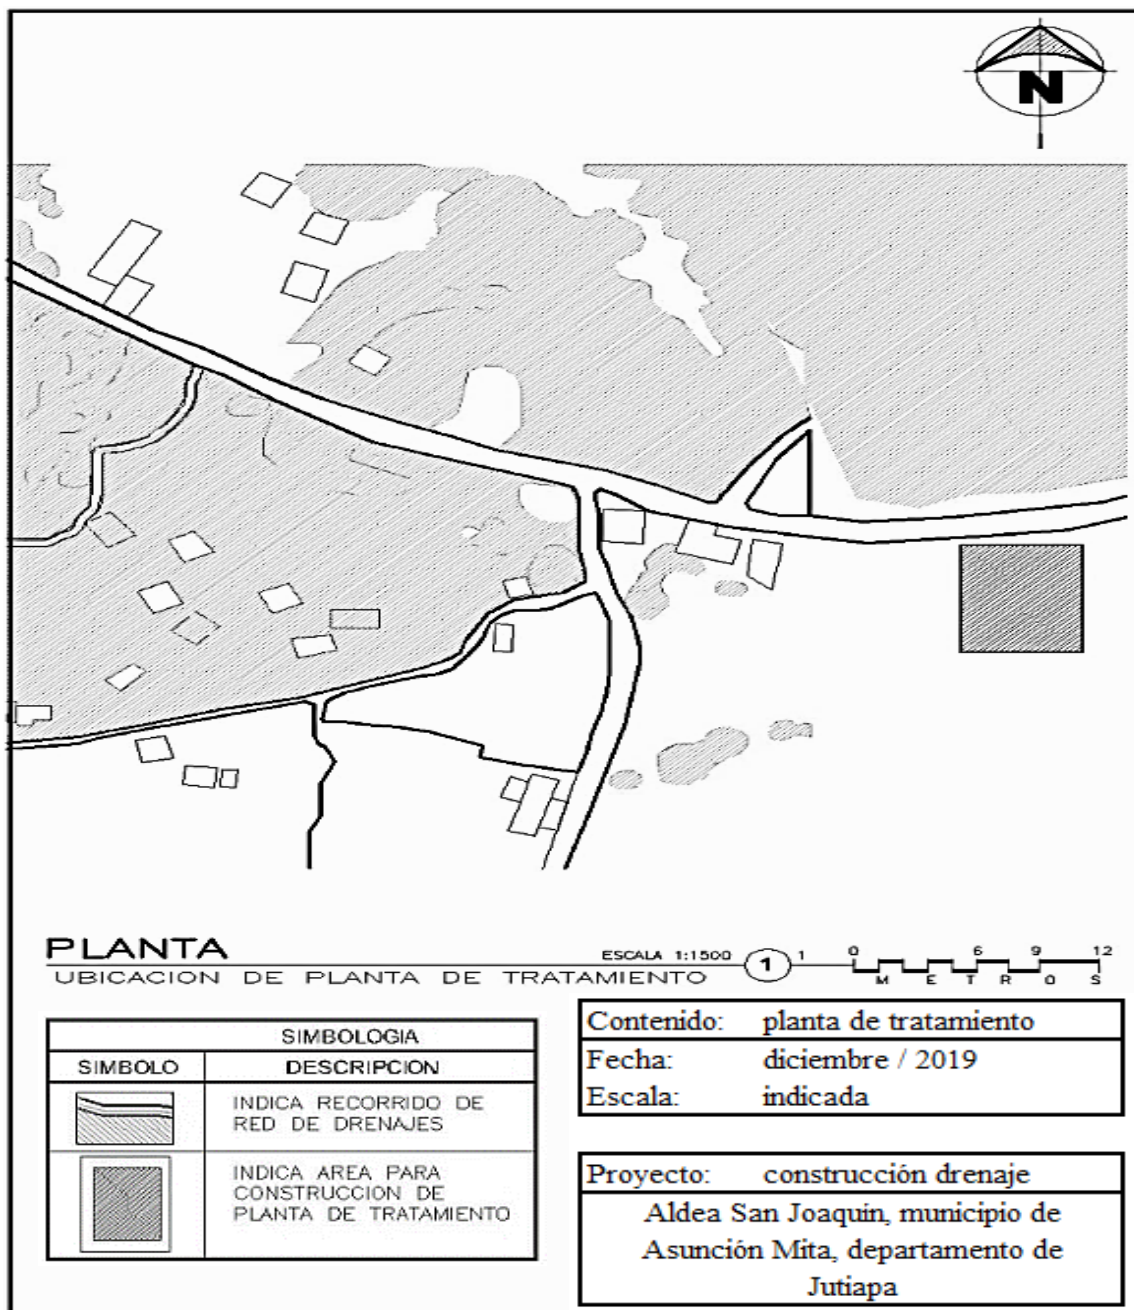 N
PLANTA
UBICACION DE PLANTA DE TRATAMIENTO
ESCALA 1:1500
1
1
0 6 9 12
M E T R O S
SIMBOLOGIA
SIMBOLO DESCRIPCION
INDICA RECORRIDO DE
RED DE DRENAJES
INDICA AREA PARA
CONSTRUCCION DE
PLANTA DE TRATAMIENTO
Contenido: planta de tratamiento
Fecha: diciembre / 2019
Escala: indicada
Proyecto: construcción drenaje
Aldea San Joaquin, municipio de
Asunción Mita, departamento de
Jutiapa